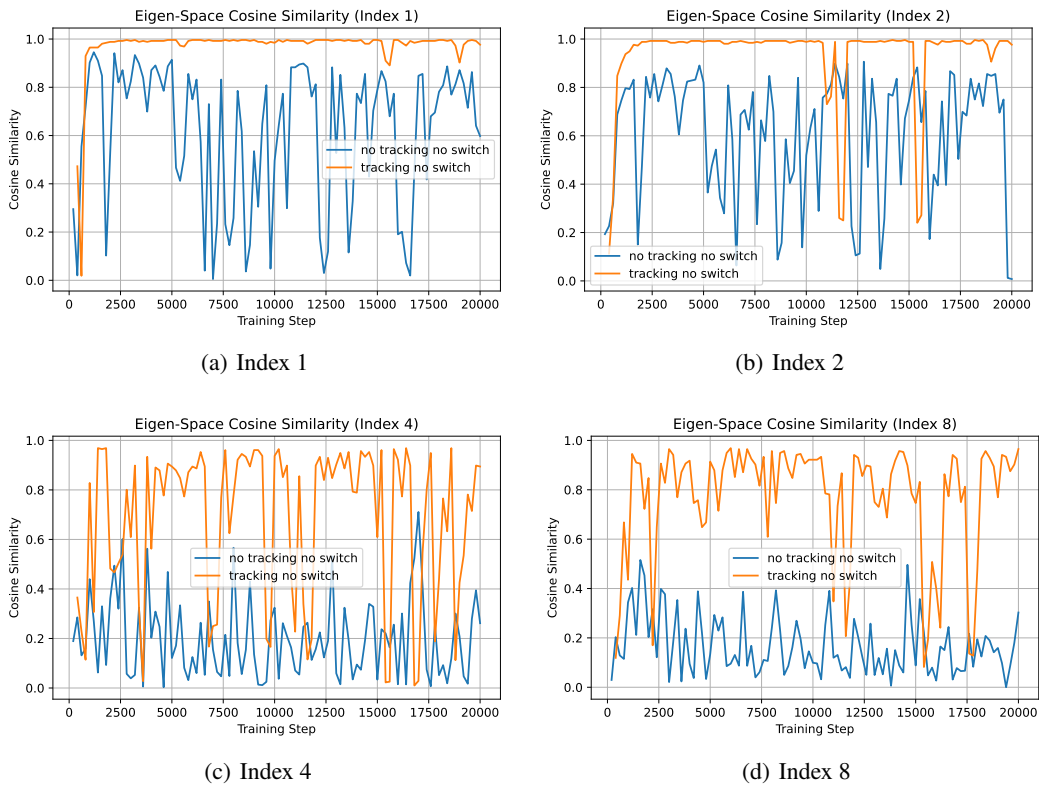 Eigen-Space Cosine Similarity (Index 1)
1.0
0.8
0.6
0.4
0.2
0.0
Cosine Similarity
no tracking no switch
tracking no switch
0 2500 5000 7500 10000 12500 15000 17500 20000
Training Step
(a) Index 1
Eigen-Space Cosine Similarity (Index 2)
1.0
0.8
0.6
0.4
0.2
0.0
Cosine Similarity
no tracking no switch
tracking no switch
0 2500 5000 7500 10000 12500 15000 17500 20000
Training Step
(b) Index 2
Eigen-Space Cosine Similarity (Index 4)
1.0
0.8
0.6
0.4
0.2
0.0
Cosine Similarity
no tracking no switch
tracking no switch
0 2500 5000 7500 10000 12500 15000 17500 20000
Training Step
(c) Index 4
Eigen-Space Cosine Similarity (Index 8)
1.0
0.8
0.6
0.4
0.2
0.0
Cosine Similarity
no tracking no switch
tracking no switch
0 2500 5000 7500 10000 12500 15000 17500 20000
Training Step
(d) Index 8